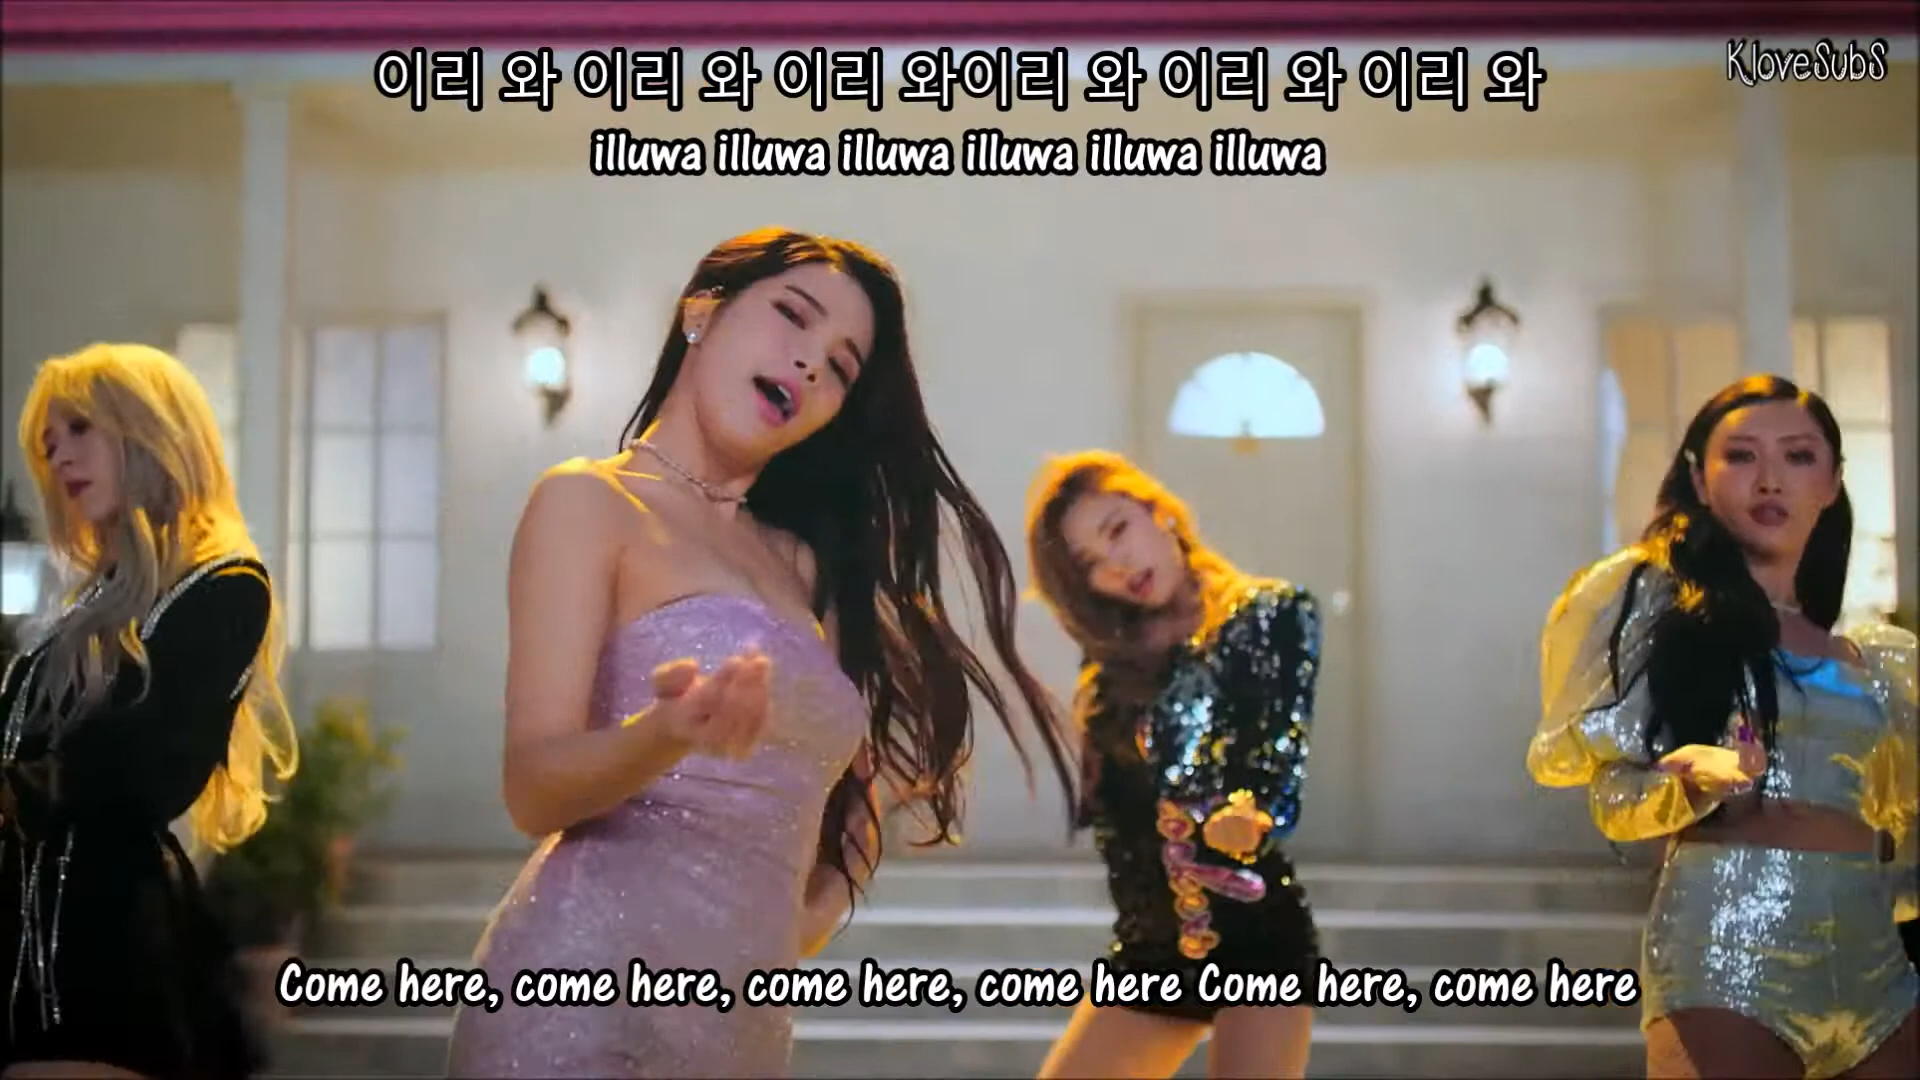 이리 와 이리 와 이리 와이리 와 이리 와 이리 와
KloveSubS
illuwa illuwa illuwa illuwa illuwa illuwa
Come here, come here, come here, come here Come here, come here